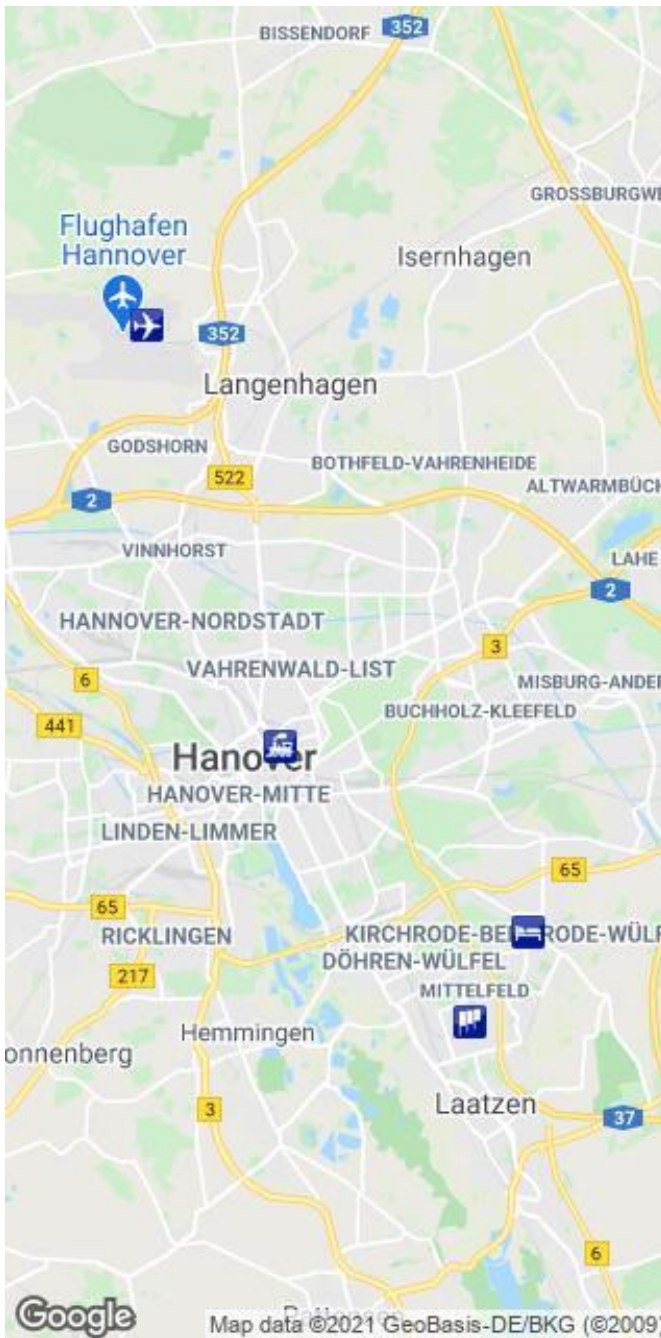 BISSENDORF
352
GROSSBURGWE
Flughafen
Hannover
Isernhagen
352
Langenhagen
GODSHORN
BOTHFELD-VAHRENHEIDE
522
2
ALTWARMBÜCH
VINNHORST
LAHE
2
HANNOVER-NORDSTADT
3
VAHRENWALD-LIST
6
MISBURG-ANDER
BUCHHOLZ-KLEEFELD
441
Hanover
HANOVER-MITTE
LINDEN-LIMMER
65
65
RICKLINGEN
KIRCHRODE-BE RODE-WÜLF
DÖHREN-WÜLFEL
217
MITTELFELD
Hemmingen
onnenberg
Laatzen
3
37
6
Google
Map data ©2021 GeoBasis-DE/BKG (©2009